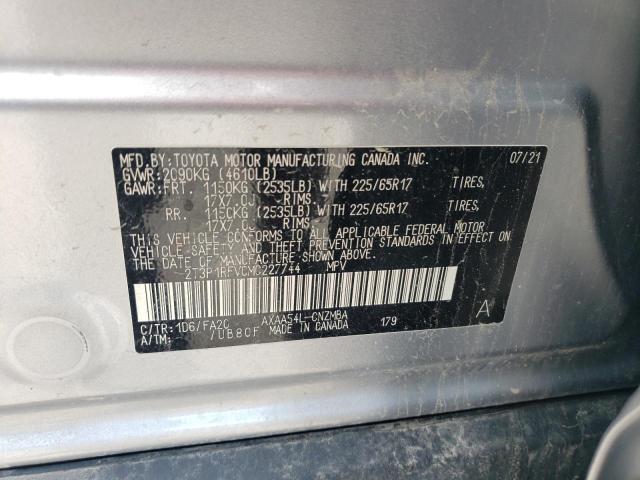 MFD.BY:TOYOTA MOTOR MANUFACTURING CANADA INC. 07/21
GVWR:2090KG (4610LB)
GAWR:FRT. 1150KG (2535LB) WITH 225/65R17 TIRES,
17X7.0J RIMS,
RR. 1150KG (2535LB) WITH 225/65R17 TIRES,
17X7.0J RIMS,
THIS VEHICLE CONFORMS TO ALL APPLICABLE FEDERAL MOTOR
VEHICLE SAFETY AND THEFT PREVENTION STANDARDS IN EFFECT ON
THE DATE OF MANUFACTURE SHOWN ABOVE.
2T3P1RFVCMC227744 MPV
A
C/TR:1D6/FA20 AXAA54L-CNZMBA 179
A/TM: /UB80F MADE IN CANADA